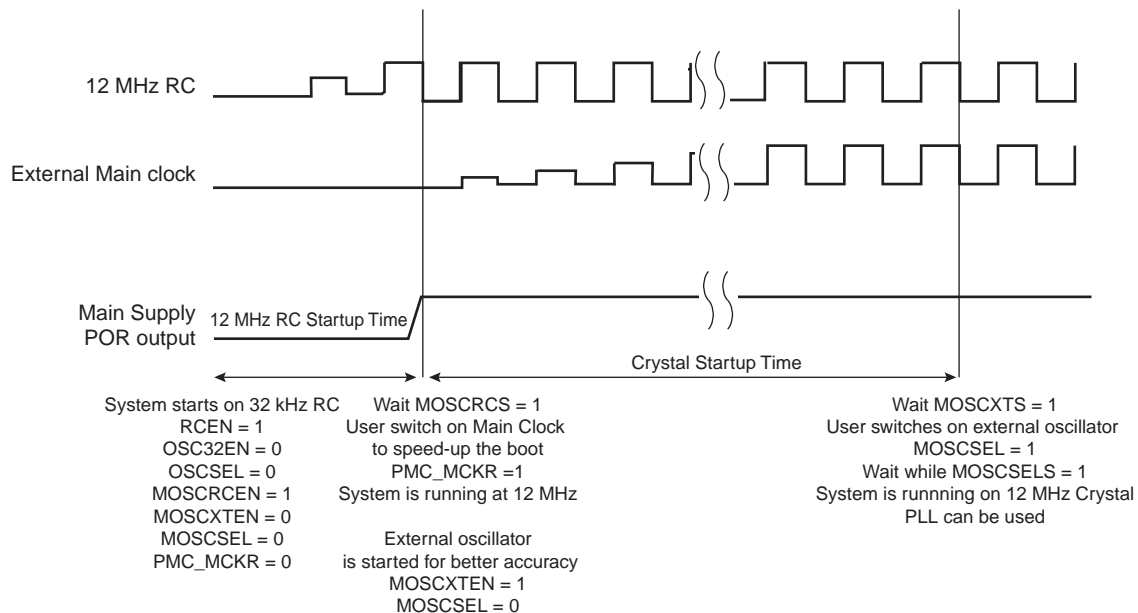 12 MHz RC
External Main clock
Main Supply
POR output
12 MHz RC Startup Time
Crystal Startup Time
System starts on 32 kHz RC
RCEN = 1
OSC32EN = 0
OSCSEL = 0
MOSCRCEN = 1
MOSCXTEN = 0
MOSCSEL = 0
PMC_MCKR = 0
Wait MOSCRCS = 1
User switch on Main Clock
to speed-up the boot
PMC_MCKR =1
System is running at 12 MHz
External oscillator
is started for better accuracy
MOSCXTEN = 1
MOSCSEL = 0
Wait MOSCXTS = 1
User switches on external oscillator
MOSCSEL = 1
Wait while MOSCSELS = 1
System is runnning on 12 MHz Crystal
PLL can be used